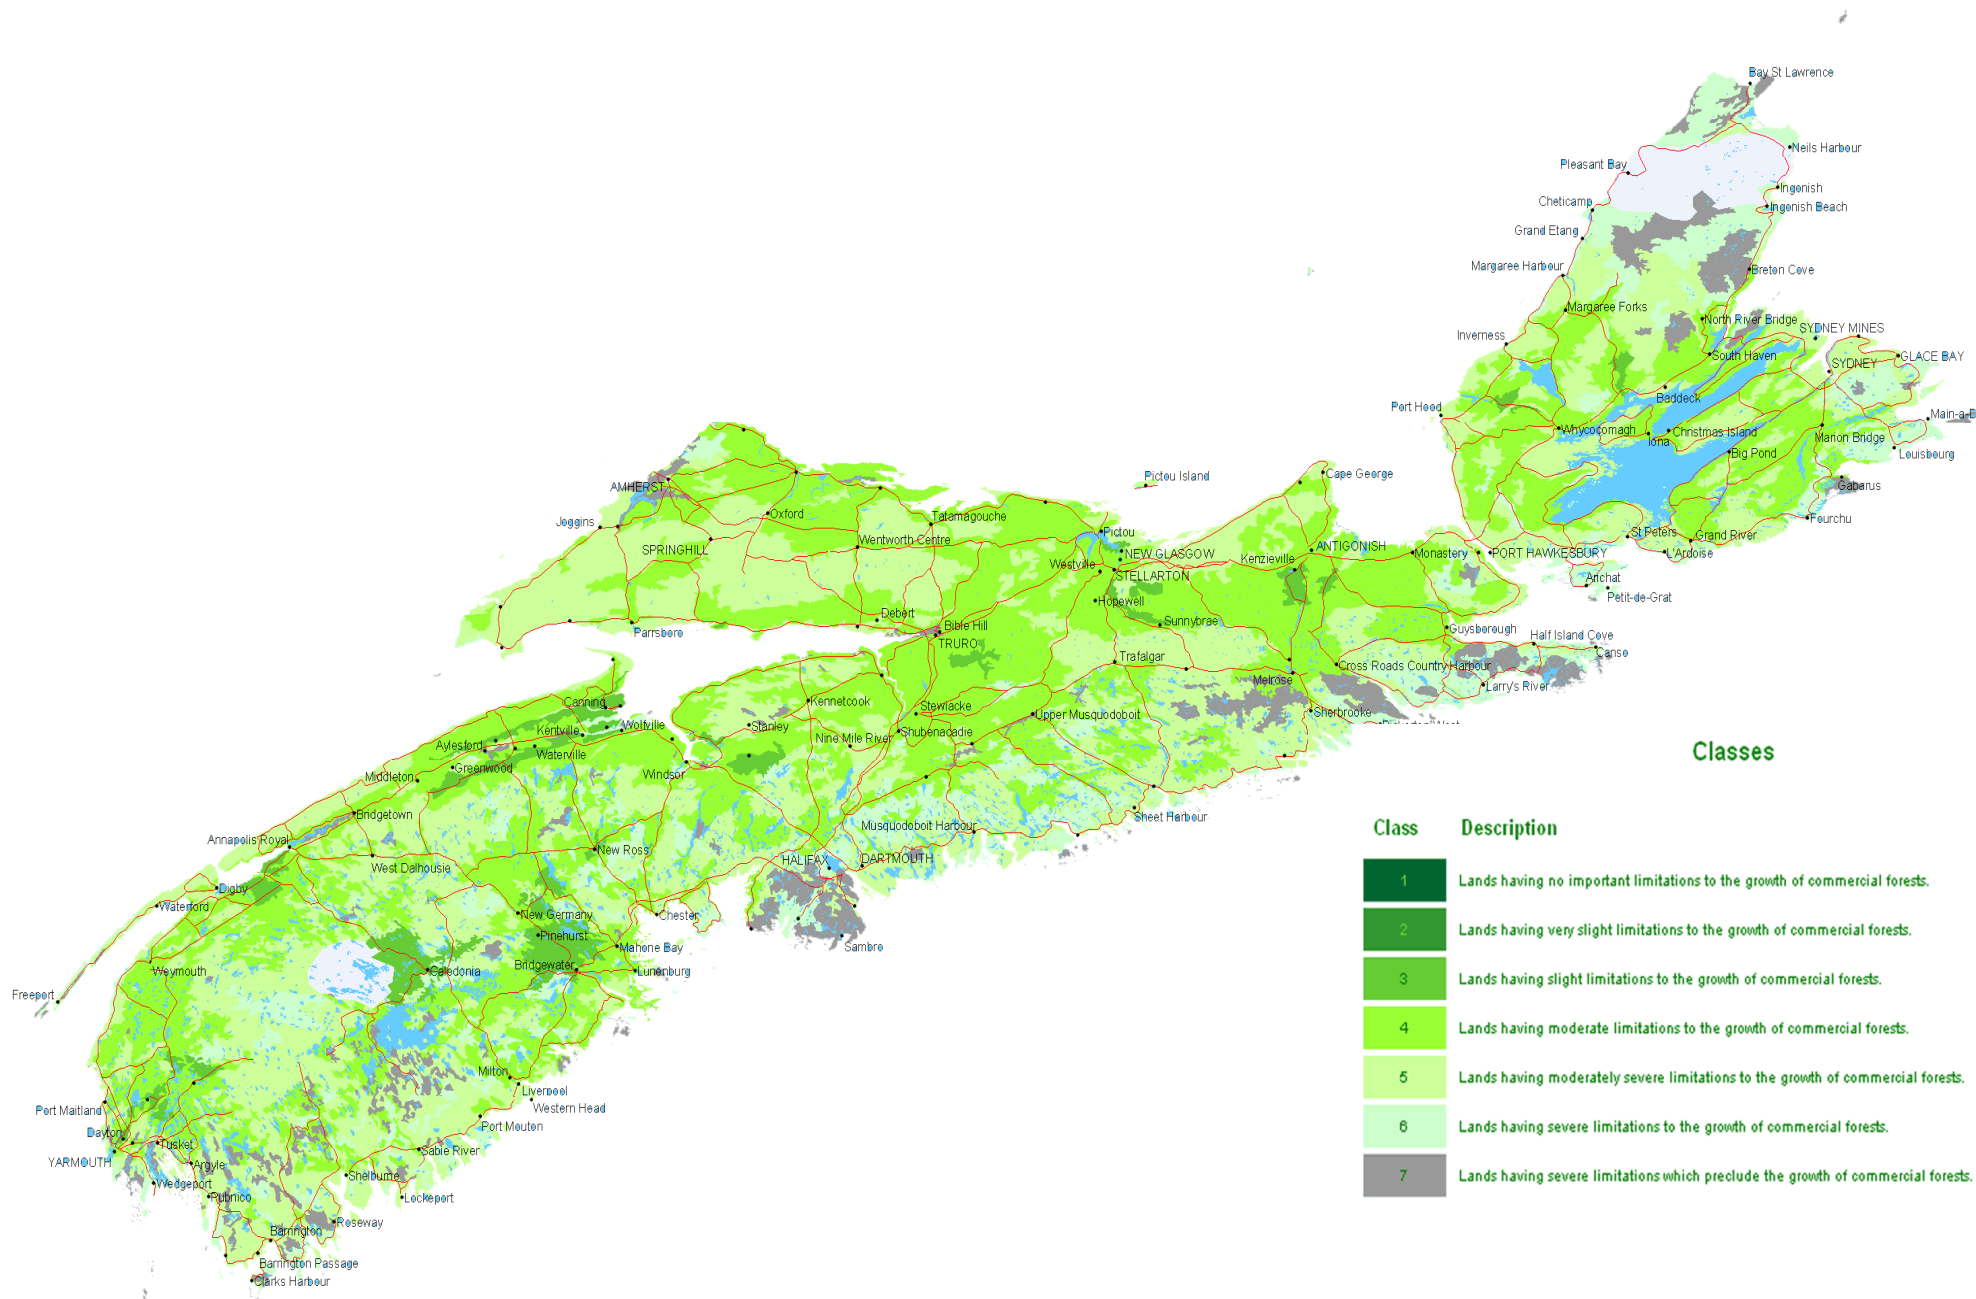 Bay St Lawrence
Neils Harbour
Pleasant Bay
Ingonish
Cheticamp
Ingonish Beach
Grand Etang
Margaree Harbour
Breton Cove
Margaree Forks
North River Bridge
SYDNEY MINES
Inverness
South Haven
GLACE BAY
SYDNEY
Baddeck
Port Hood
Main-a-
Whycocomagh
Christmas Island
Iona
Marion Bridge
Big Pond
Louisbourg
Gabarus
Fourchu
St Peters
Grand River
L'Ardoise
PORT HAWKESBURY
Arichat
Petit-de-Grat
Cape George
Pictou Island
AMHERST
Joggins
Oxford
Tatamagouche
Pictou
SPRINGHILL
Wentworth Centre
NEW GLASGOW
ANTIGONISH
Monastery
Westville
Kenzieville
STELLARTON
Hopewell
Debert
Sunnybrae
Parrsboro
Bible Hill
TRURO
Guysborough
Half Island Cove
Canso
Trafalgar
Cross Roads Country Harbour
Melrose
Larry's River
Canning
Kennetcook
Stewiacke
Upper Musquodoboit
Sherbrooke
Kentville
Wolfville
Stanley
Nine Mile River
Shubenacadie
Aylesford
Waterville
Greenwood
Middleton
Windsor
Bridgetown
Sheet Harbour
Musquodoboit Harbour
Annapolis Royal
New Ross
HALIFAX
DARTMOUTH
West Dalhousie
Digby
Waterford
New Germany
Chester
Pinehurst
Mahone Bay
Sambro
Weymouth
Caledonia
Bridgewater
Lunenburg
Freeport
Milton
Liverpool
Western Head
Port Maitland
Port Mouton
Dayton
Tusket
Sable River
YARMOUTH
Argyle
Shelburne
Wedgeport
Pubnico
Lockeport
Roseway
Barrington
Barrington Passage
Clarks Harbour
Classes
Class Description
1 Lands having no important limitations to the growth of commercial forests.
2 Lands having very slight limitations to the growth of commercial forests.
3 Lands having slight limitations to the growth of commercial forests.
4 Lands having moderate limitations to the growth of commercial forests.
5 Lands having moderately severe limitations to the growth of commercial forests.
6 Lands having severe limitations to the growth of commercial forests.
7 Lands having severe limitations which preclude the growth of commercial forests.